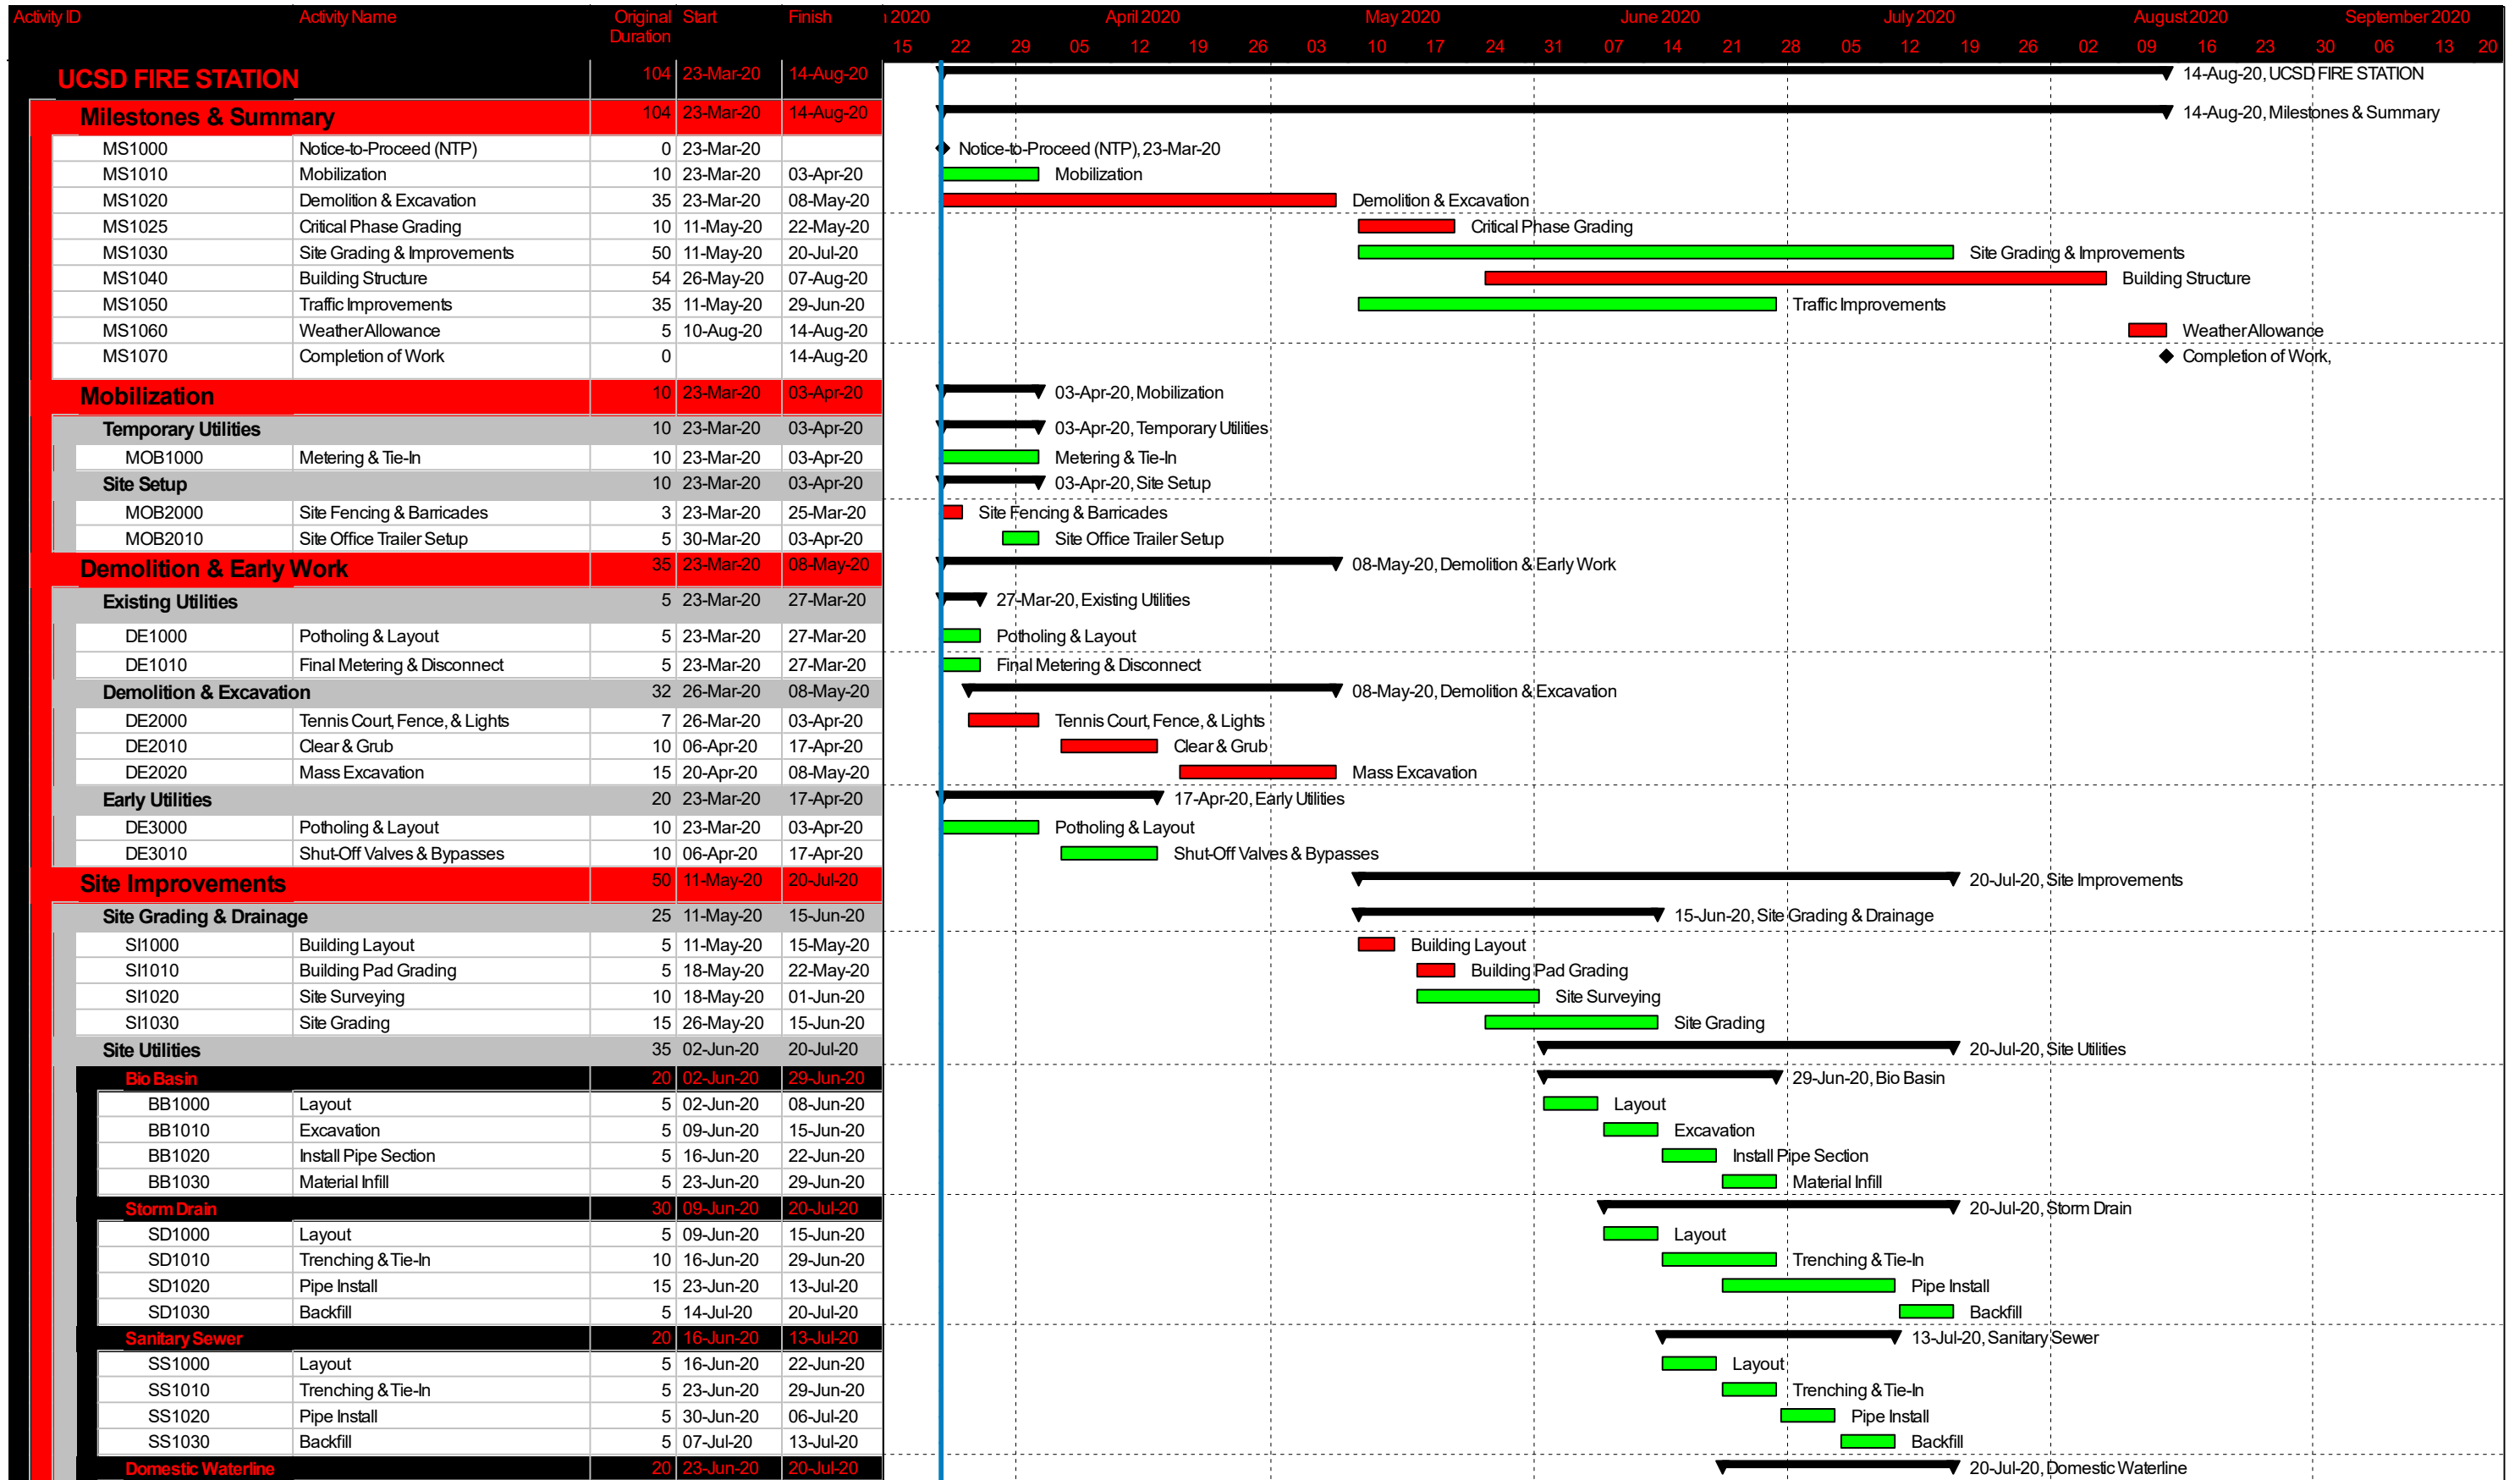 Activity ID Activity Name Original Duration Start Finish 2020 April 2020 May 2020 June 2020 July 2020 August 2020 September 2020
15 22 29 05 12 19 26 03 10 17 24 31 07 14 21 28 05 12 19 26 02 09 16 23 30 06 13 20
UCSD FIRE STATION 104 23-Mar-20 14-Aug-20 14-Aug-20, UCSD FIRE STATION
Milestones & Summary 104 23-Mar-20 14-Aug-20 14-Aug-20, Milestones & Summary
MS1000 Notice-to-Proceed (NTP) 0 23-Mar-20 Notice-to-Proceed (NTP), 23-Mar-20
MS1010 Mobilization 10 23-Mar-20 03-Apr-20 Mobilization
MS1020 Demolition & Excavation 35 23-Mar-20 08-May-20 Demolition & Excavation
MS1025 Critical Phase Grading 10 11-May-20 22-May-20 Critical Phase Grading
MS1030 Site Grading & Improvements 50 11-May-20 20-Jul-20 Site Grading & Improvements
MS1040 Building Structure 54 26-May-20 07-Aug-20 Building Structure
MS1050 Traffic Improvements 35 11-May-20 29-Jun-20 Traffic Improvements
MS1060 Weather Allowance 5 10-Aug-20 14-Aug-20 Weather Allowance
MS1070 Completion of Work 0 14-Aug-20 Completion of Work,
Mobilization 10 23-Mar-20 03-Apr-20 03-Apr-20, Mobilization
Temporary Utilities 10 23-Mar-20 03-Apr-20 03-Apr-20, Temporary Utilities
MOB1000 Metering & Tie-In 10 23-Mar-20 03-Apr-20 Metering & Tie-In
Site Setup 10 23-Mar-20 03-Apr-20 03-Apr-20, Site Setup
MOB2000 Site Fencing & Barricades 3 23-Mar-20 25-Mar-20 Site Fencing & Barricades
MOB2010 Site Office Trailer Setup 5 30-Mar-20 03-Apr-20 Site Office Trailer Setup
Demolition & Early Work 35 23-Mar-20 08-May-20 08-May-20, Demolition & Early Work
Existing Utilities 5 23-Mar-20 27-Mar-20 27-Mar-20, Existing Utilities
DE1000 Potholing & Layout 5 23-Mar-20 27-Mar-20 Potholing & Layout
DE1010 Final Metering & Disconnect 5 23-Mar-20 27-Mar-20 Final Metering & Disconnect
Demolition & Excavation 32 26-Mar-20 08-May-20 08-May-20, Demolition & Excavation
DE2000 Tennis Court, Fence, & Lights 7 26-Mar-20 03-Apr-20 Tennis Court, Fence, & Lights
DE2010 Clear & Grub 10 06-Apr-20 17-Apr-20 Clear & Grub
DE2020 Mass Excavation 15 20-Apr-20 08-May-20 Mass Excavation
Early Utilities 20 23-Mar-20 17-Apr-20 17-Apr-20, Early Utilities
DE3000 Potholing & Layout 10 23-Mar-20 03-Apr-20 Potholing & Layout
DE3010 Shut-Off Valves & Bypasses 10 06-Apr-20 17-Apr-20 Shut-Off Valves & Bypasses
Site Improvements 50 11-May-20 20-Jul-20 20-Jul-20, Site Improvements
Site Grading & Drainage 25 11-May-20 15-Jun-20 15-Jun-20, Site Grading & Drainage
SI1000 Building Layout 5 11-May-20 15-May-20 Building Layout
SI1010 Building Pad Grading 5 18-May-20 22-May-20 Building Pad Grading
SI1020 Site Surveying 10 18-May-20 01-Jun-20 Site Surveying
SI1030 Site Grading 15 26-May-20 15-Jun-20 Site Grading
Site Utilities 35 02-Jun-20 20-Jul-20 20-Jul-20, Site Utilities
Bio Basin 20 02-Jun-20 29-Jun-20 29-Jun-20, Bio Basin
BB1000 Layout 5 02-Jun-20 08-Jun-20 Layout
BB1010 Excavation 5 09-Jun-20 15-Jun-20 Excavation
BB1020 Install Pipe Section 5 16-Jun-20 22-Jun-20 Install Pipe Section
BB1030 Material Infill 5 23-Jun-20 29-Jun-20 Material Infill
Storm Drain 30 09-Jun-20 20-Jul-20 20-Jul-20, Storm Drain
SD1000 Layout 5 09-Jun-20 15-Jun-20 Layout
SD1010 Trenching & Tie-In 10 16-Jun-20 29-Jun-20 Trenching & Tie-In
SD1020 Pipe Install 15 23-Jun-20 13-Jul-20 Pipe Install
SD1030 Backfill 5 14-Jul-20 20-Jul-20 Backfill
Sanitary Sewer 20 16-Jun-20 13-Jul-20 13-Jul-20, Sanitary Sewer
SS1000 Layout 5 16-Jun-20 22-Jun-20 Layout
SS1010 Trenching & Tie-In 5 23-Jun-20 29-Jun-20 Trenching & Tie-In
SS1020 Pipe Install 5 30-Jun-20 06-Jul-20 Pipe Install
SS1030 Backfill 5 07-Jul-20 13-Jul-20 Backfill
Domestic Waterline 20 23-Jun-20 20-Jul-20 20-Jul-20, Domestic Waterline